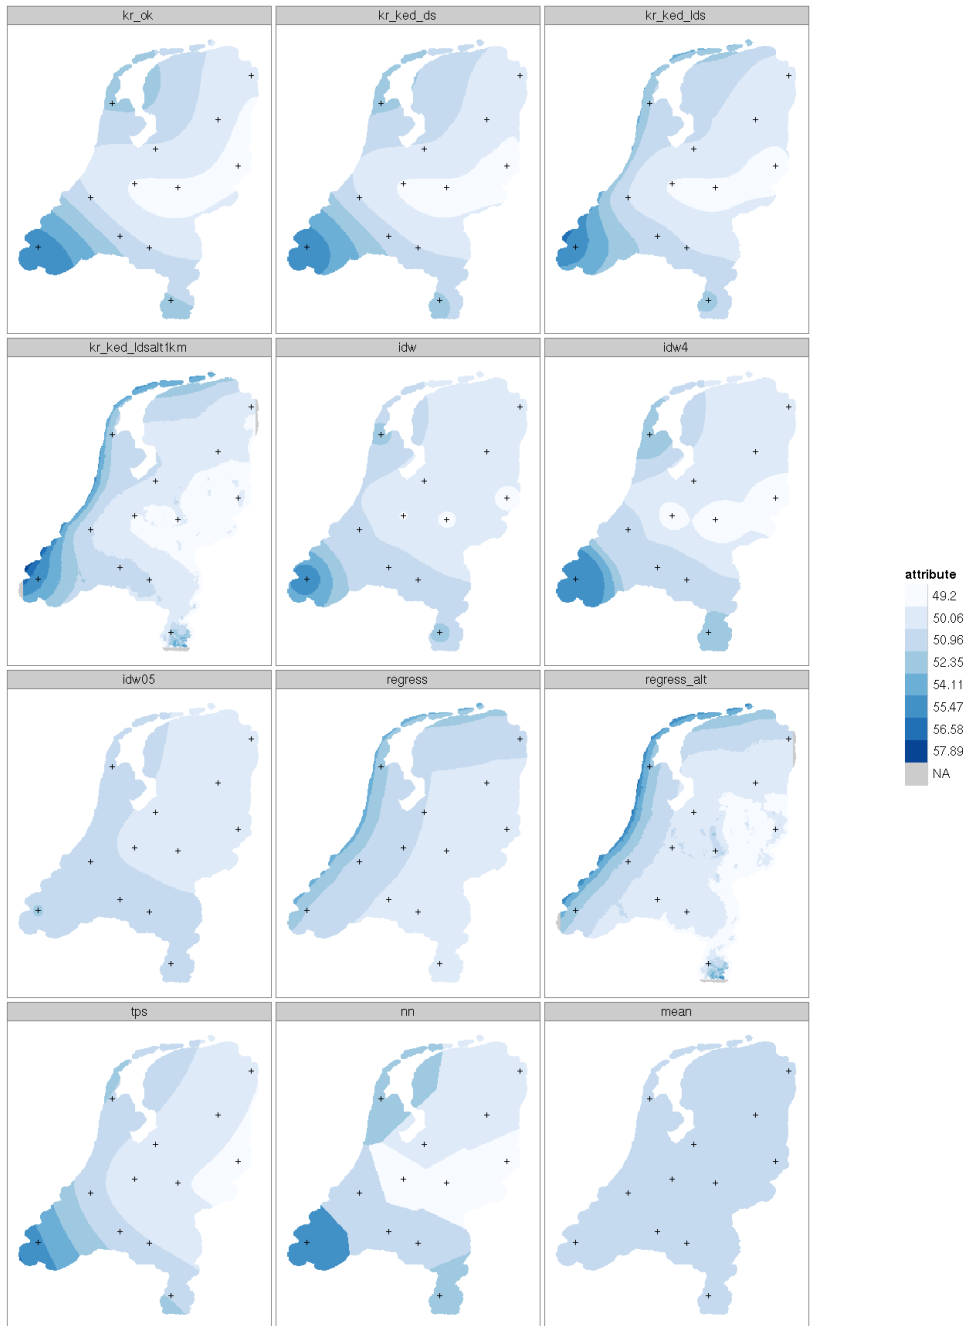 kr_ok kr_ked_ds kr_ked_lds
kr_ked_ldsalt1km idw idw4
attribute
49.2
50.06
50.96
52.35
54.11
55.47
56.58
57.89
NA
idw05 regress regress_alt
tps nn mean